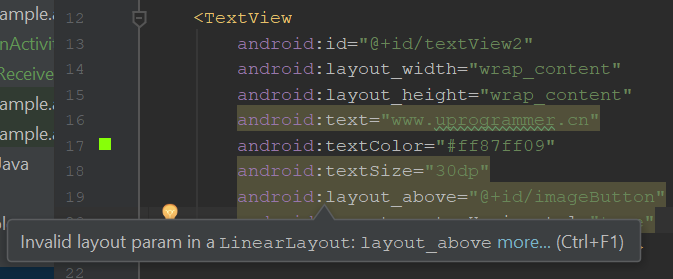 ample.a
nActivi
Receive
ample.a
ample.a
Java
12 <TextView
13 android:id="@+id/textView2"
14 android:layout_width="wrap_content"
15 android:layout_height="wrap_content"
16 android:text="www.uprogrammer.cn"
17 android:textColor="#ff87ff09"
18 android:textSize="30dp"
19 android:layout_above="@+id/imageButton"
Invalid layout param in a LinearLayout: layout_above more... (Ctrl+F1)
22